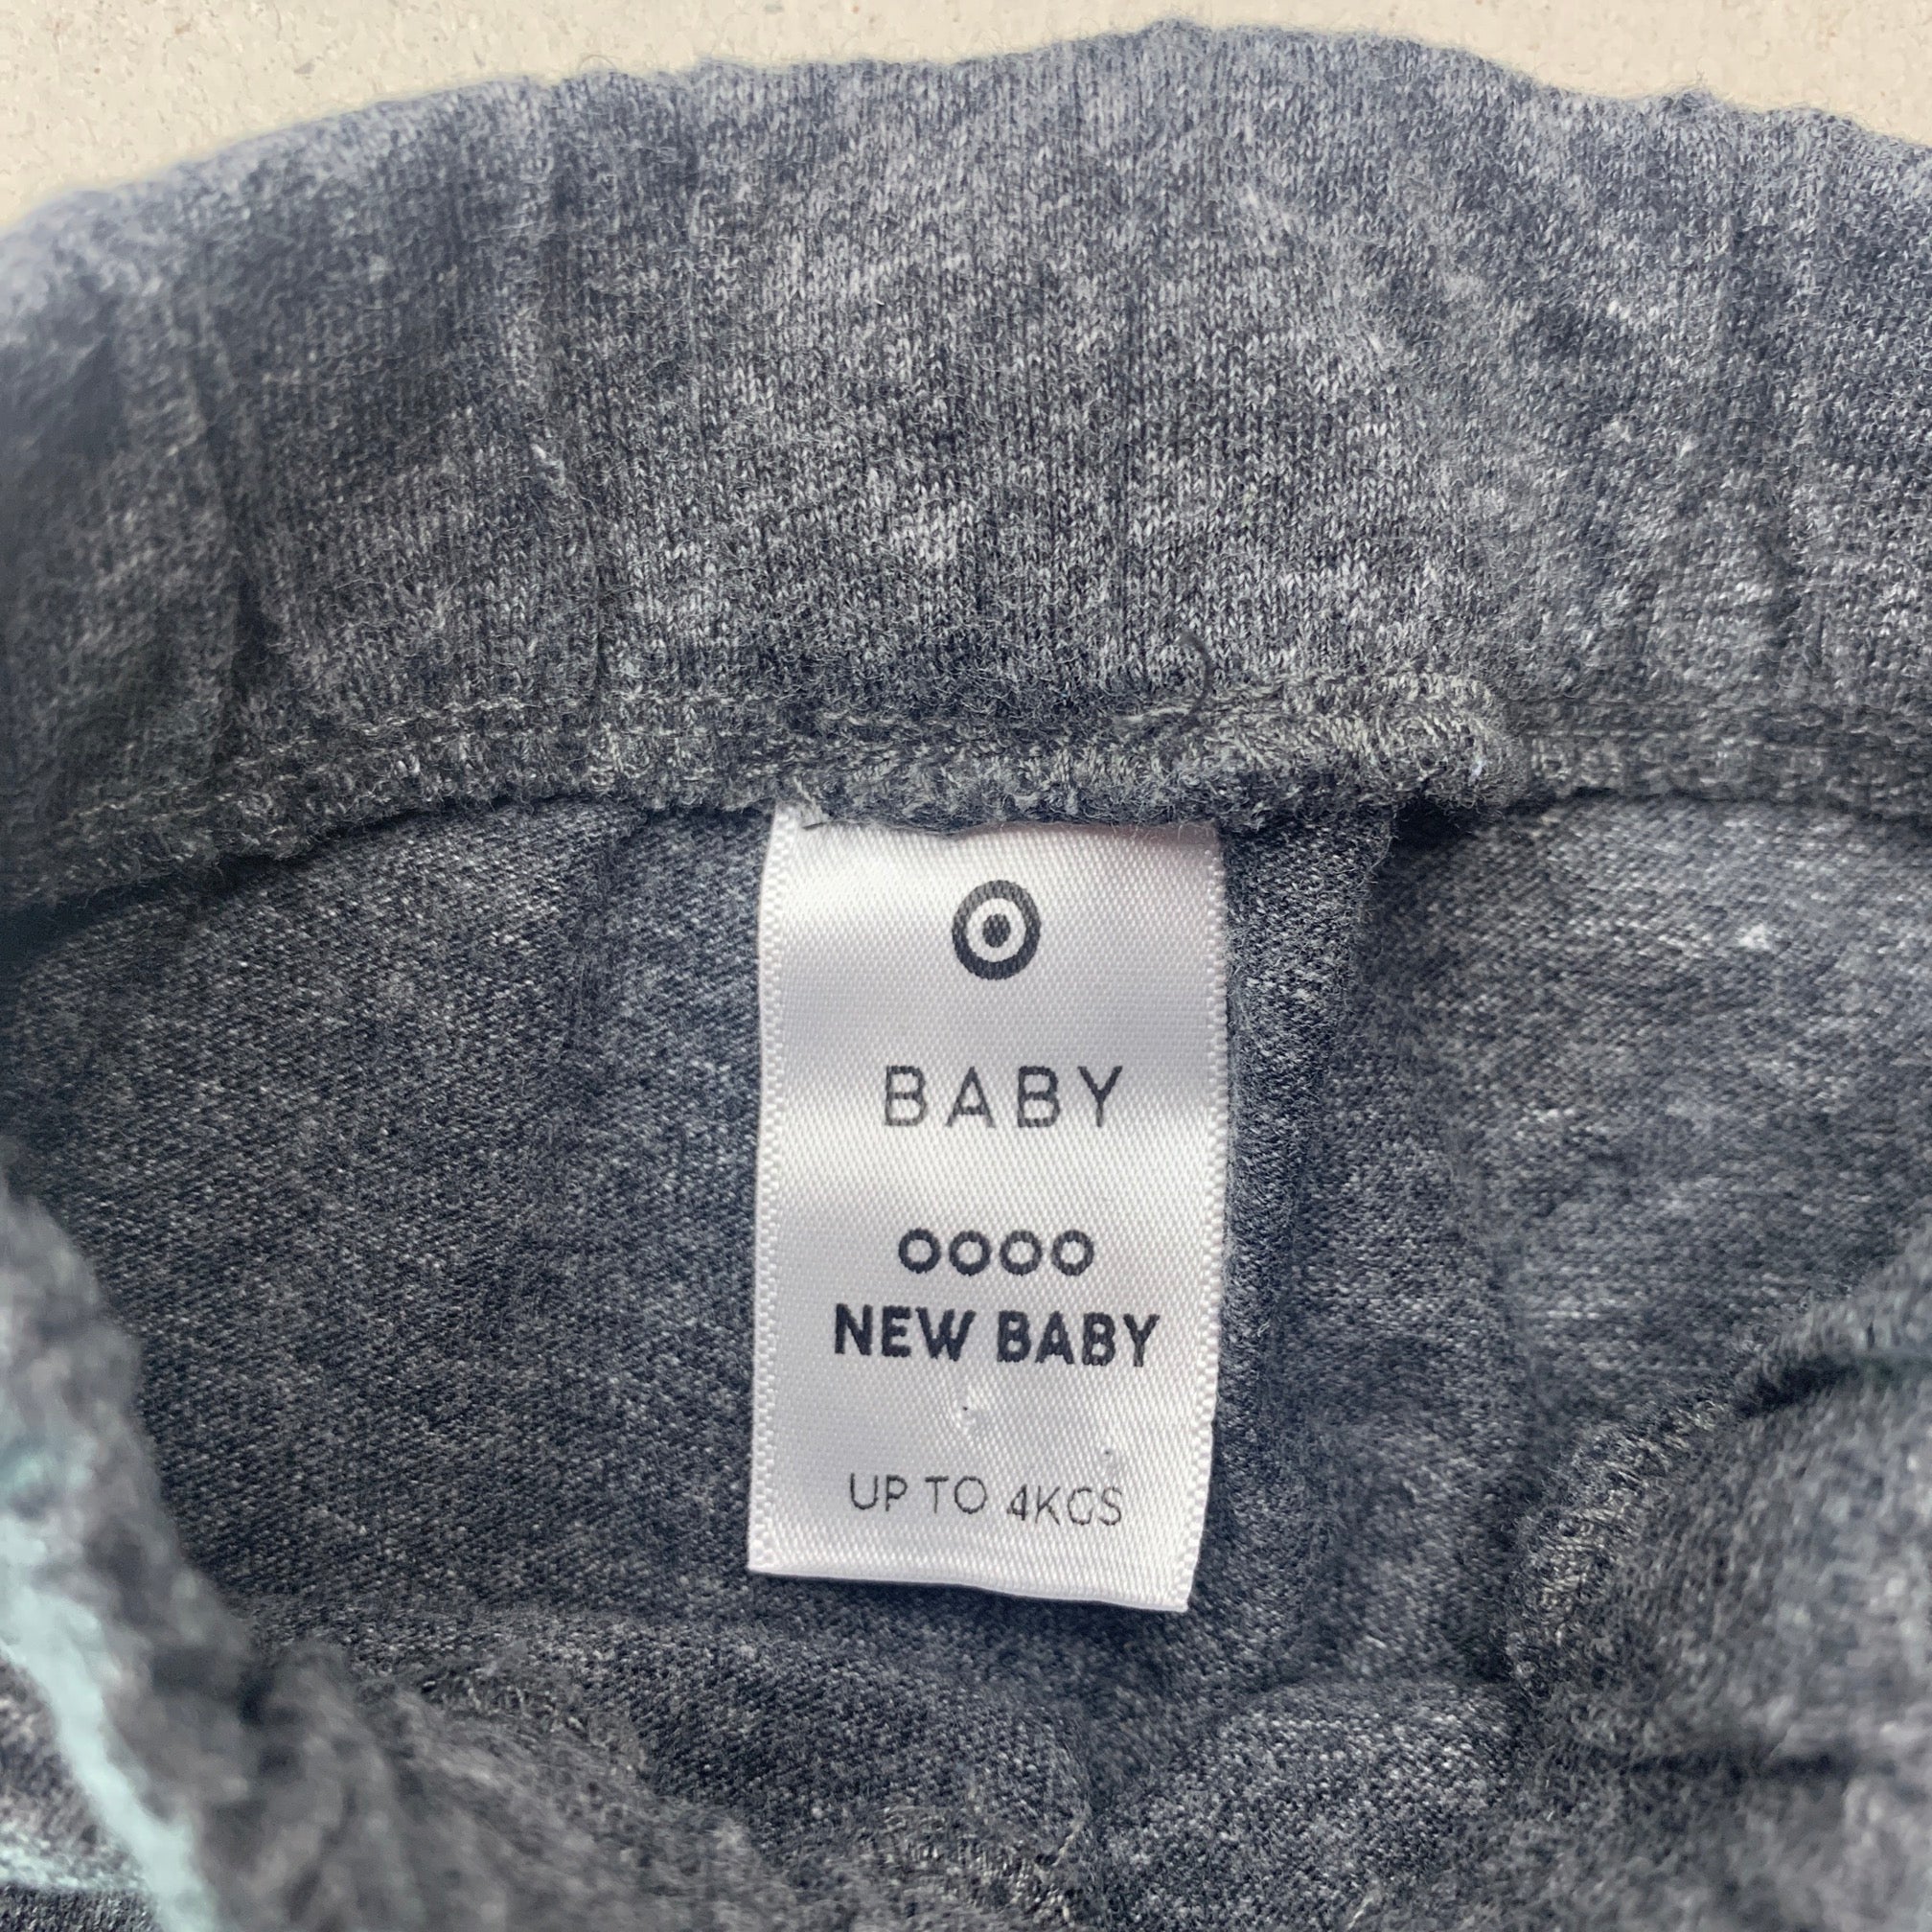 BABY
0000
NEW BABY
UP TO 4KGS